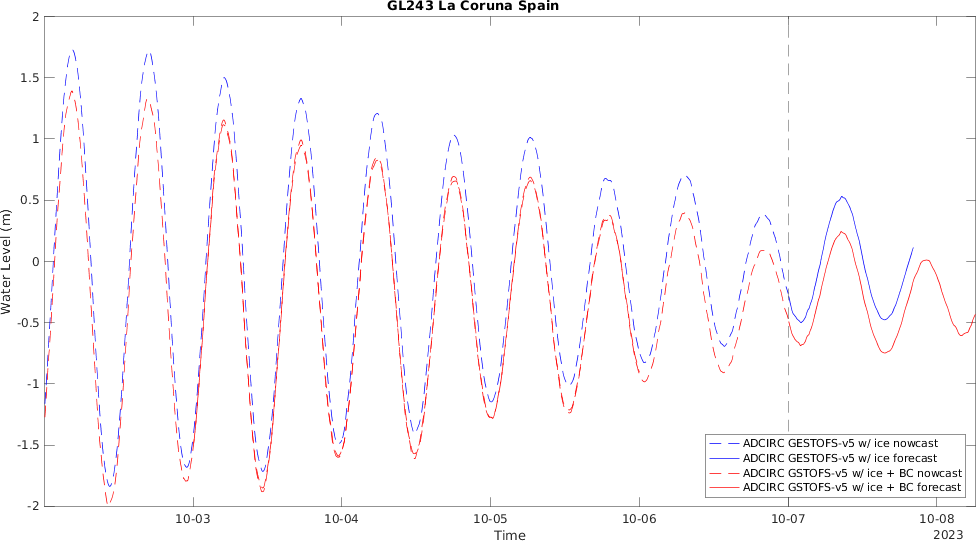 GL243 La Coruna Spain
2
1.5
1
0.5
0
-0.5
-1
-1.5
-2
Water Level (m)
ADCIRC GESTOFS-v5 w/ ice nowcast
ADCIRC GESTOFS-v5 w/ ice forecast
ADCIRC GSTOFS-v5 w/ ice + BC nowcast
ADCIRC GSTOFS-v5 w/ ice + BC forecast
10-03 10-04 10-05 10-06 10-07 10-08
Time
2023